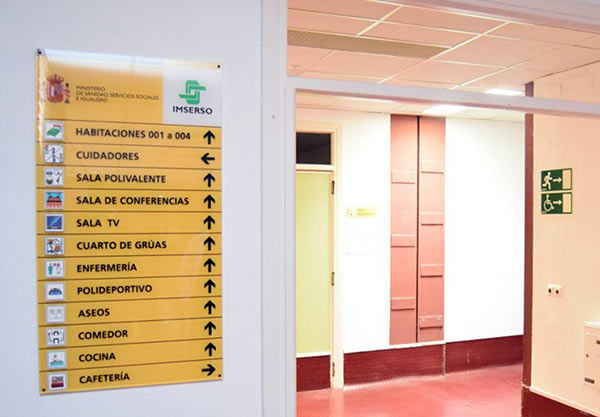 MINISTERIO
DE SANIDAD, SERVICIOS SOCIALES
E IGUALDAD
IMSERSO
HABITACIONES 001 a 004
CUIDADORES
SALA POLIVALENTE
SALA DE CONFERENCIAS
SALA TV
CUARTO DE GRÚAS
ENFERMERÍA
POLIDEPORTIVO
ASEOS
COMEDOR
COCINA
CAFETERÍA